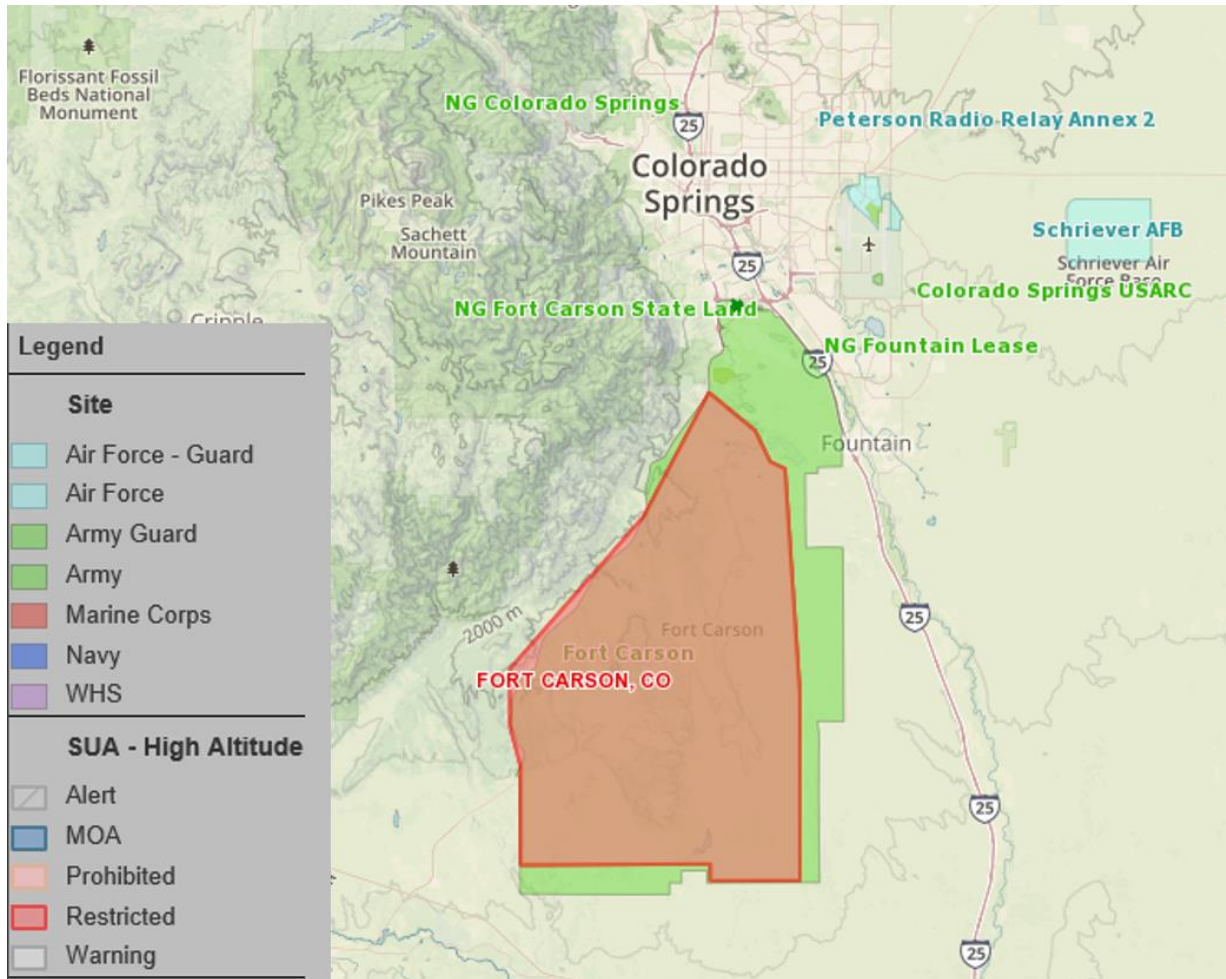 Florissant Fossil
Beds National
Monument
NG Colorado Springs
25
Peterson Radio Relay Annex 2
Colorado
Springs
Pikes Peak
Sachett
Mountain
Schriever AFB
Schriever Air
Force Base
25
Colorado Springs USARC
NG Fort Carson State Land
Cripple
NG Fountain Lease
25
Fountain
2000 m
Fort Carson
Fort Carson
FORT CARSON, CO
25
25
25
Legend
Site
Air Force - Guard
Air Force
Army Guard
Army
Marine Corps
Navy
WHS
SUA - High Altitude
Alert
MOA
Prohibited
Restricted
Warning